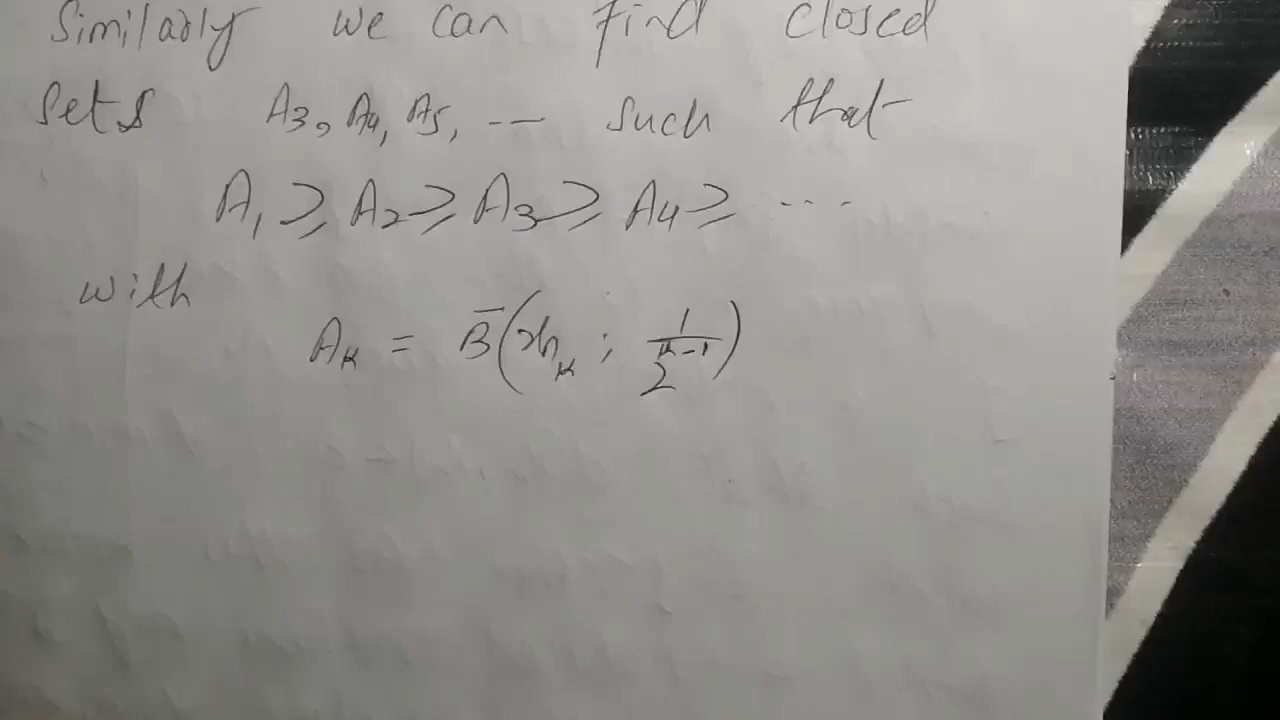 Similarly we can find closed
sets A₃, A₄, A₅, --- such that
A₁ ⩾ A₂ ⩾ A₃ ⩾ A₄ ⩾ ...
with
Aₖ = B̅(xₙₖ ; 1/2^(k-1))